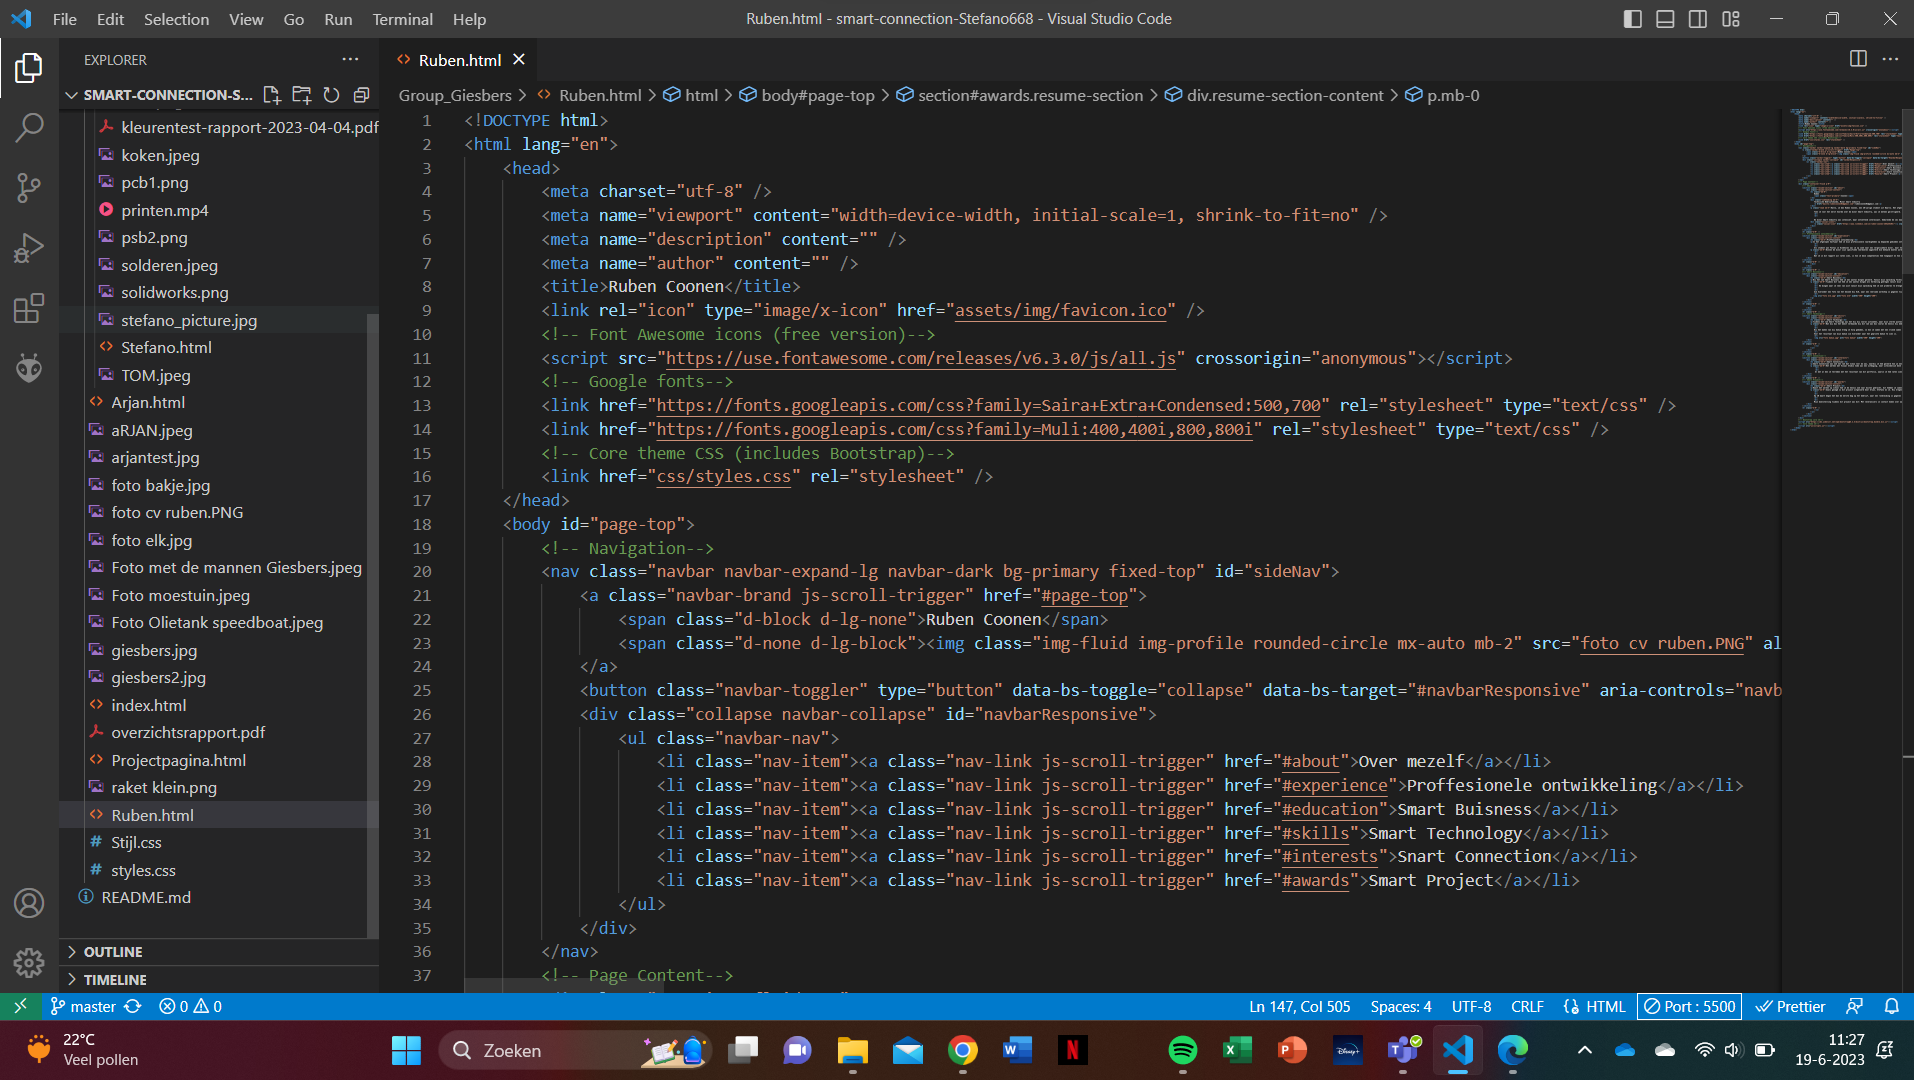 File Edit Selection View Go Run Terminal Help
Ruben.html - smart-connection-Stefano668 - Visual Studio Code
EXPLORER
SMART-CONNECTION-S...
kleurentest-rapport-2023-04-04.pdf
koken.jpeg
pcb1.png
printen.mp4
psb2.png
solderen.jpeg
solidworks.png
stefano_picture.jpg
Stefano.html
TOM.jpeg
Arjan.html
aRJAN.jpeg
arjantest.jpg
foto bakje.jpg
foto cv ruben.PNG
foto elk.jpg
Foto met de mannen Giesbers.jpeg
Foto moestuin.jpeg
Foto Olietank speedboat.jpeg
giesbers.jpg
giesbers2.jpg
index.html
overzichtsrapport.pdf
Projectpagina.html
raket klein.png
Ruben.html
Stijl.css
styles.css
README.md
OUTLINE
TIMELINE
Ruben.html
Group_Giesbers > Ruben.html > html > body#page-top > section#awards.resume-section > div.resume-section-content > p.mb-0
1 <!DOCTYPE html>
2 <html lang="en">
3 <head>
4 <meta charset="utf-8" />
5 <meta name="viewport" content="width=device-width, initial-scale=1, shrink-to-fit=no" />
6 <meta name="description" content="" />
7 <meta name="author" content="" />
8 <title>Ruben Coonen</title>
9 <link rel="icon" type="image/x-icon" href="assets/img/favicon.ico" />
10 <!-- Font Awesome icons (free version)-->
11 <script src="https://use.fontawesome.com/releases/v6.3.0/js/all.js" crossorigin="anonymous"></script>
12 <!-- Google fonts-->
13 <link href="https://fonts.googleapis.com/css?family=Saira+Extra+Condensed:500,700" rel="stylesheet" type="text/css" />
14 <link href="https://fonts.googleapis.com/css?family=Muli:400,400i,800,800i" rel="stylesheet" type="text/css" />
15 <!-- Core theme CSS (includes Bootstrap)-->
16 <link href="css/styles.css" rel="stylesheet" />
17 </head>
18 <body id="page-top">
19 <!-- Navigation-->
20 <nav class="navbar navbar-expand-lg navbar-dark bg-primary fixed-top" id="sideNav">
21 <a class="navbar-brand js-scroll-trigger" href="#page-top">
22 <span class="d-block d-lg-none">Ruben Coonen</span>
23 <span class="d-none d-lg-block"><img class="img-fluid img-profile rounded-circle mx-auto mb-2" src="foto cv ruben.PNG" al
24 </a>
25 <button class="navbar-toggler" type="button" data-bs-toggle="collapse" data-bs-target="#navbarResponsive" aria-controls="navb
26 <div class="collapse navbar-collapse" id="navbarResponsive">
27 <ul class="navbar-nav">
28 <li class="nav-item"><a class="nav-link js-scroll-trigger" href="#about">Over mezelf</a></li>
29 <li class="nav-item"><a class="nav-link js-scroll-trigger" href="#experience">Proffesionele ontwikkeling</a></li>
30 <li class="nav-item"><a class="nav-link js-scroll-trigger" href="#education">Smart Buisness</a></li>
31 <li class="nav-item"><a class="nav-link js-scroll-trigger" href="#skills">Smart Technology</a></li>
32 <li class="nav-item"><a class="nav-link js-scroll-trigger" href="#interests">Snart Connection</a></li>
33 <li class="nav-item"><a class="nav-link js-scroll-trigger" href="#awards">Smart Project</a></li>
34 </ul>
35 </div>
36 </nav>
37 <!-- Page Content-->
master 0 0 Ln 147, Col 505 Spaces: 4 UTF-8 CRLF HTML Port : 5500 Prettier
22°C
Veel pollen
Zoeken
11:27
19-6-2023